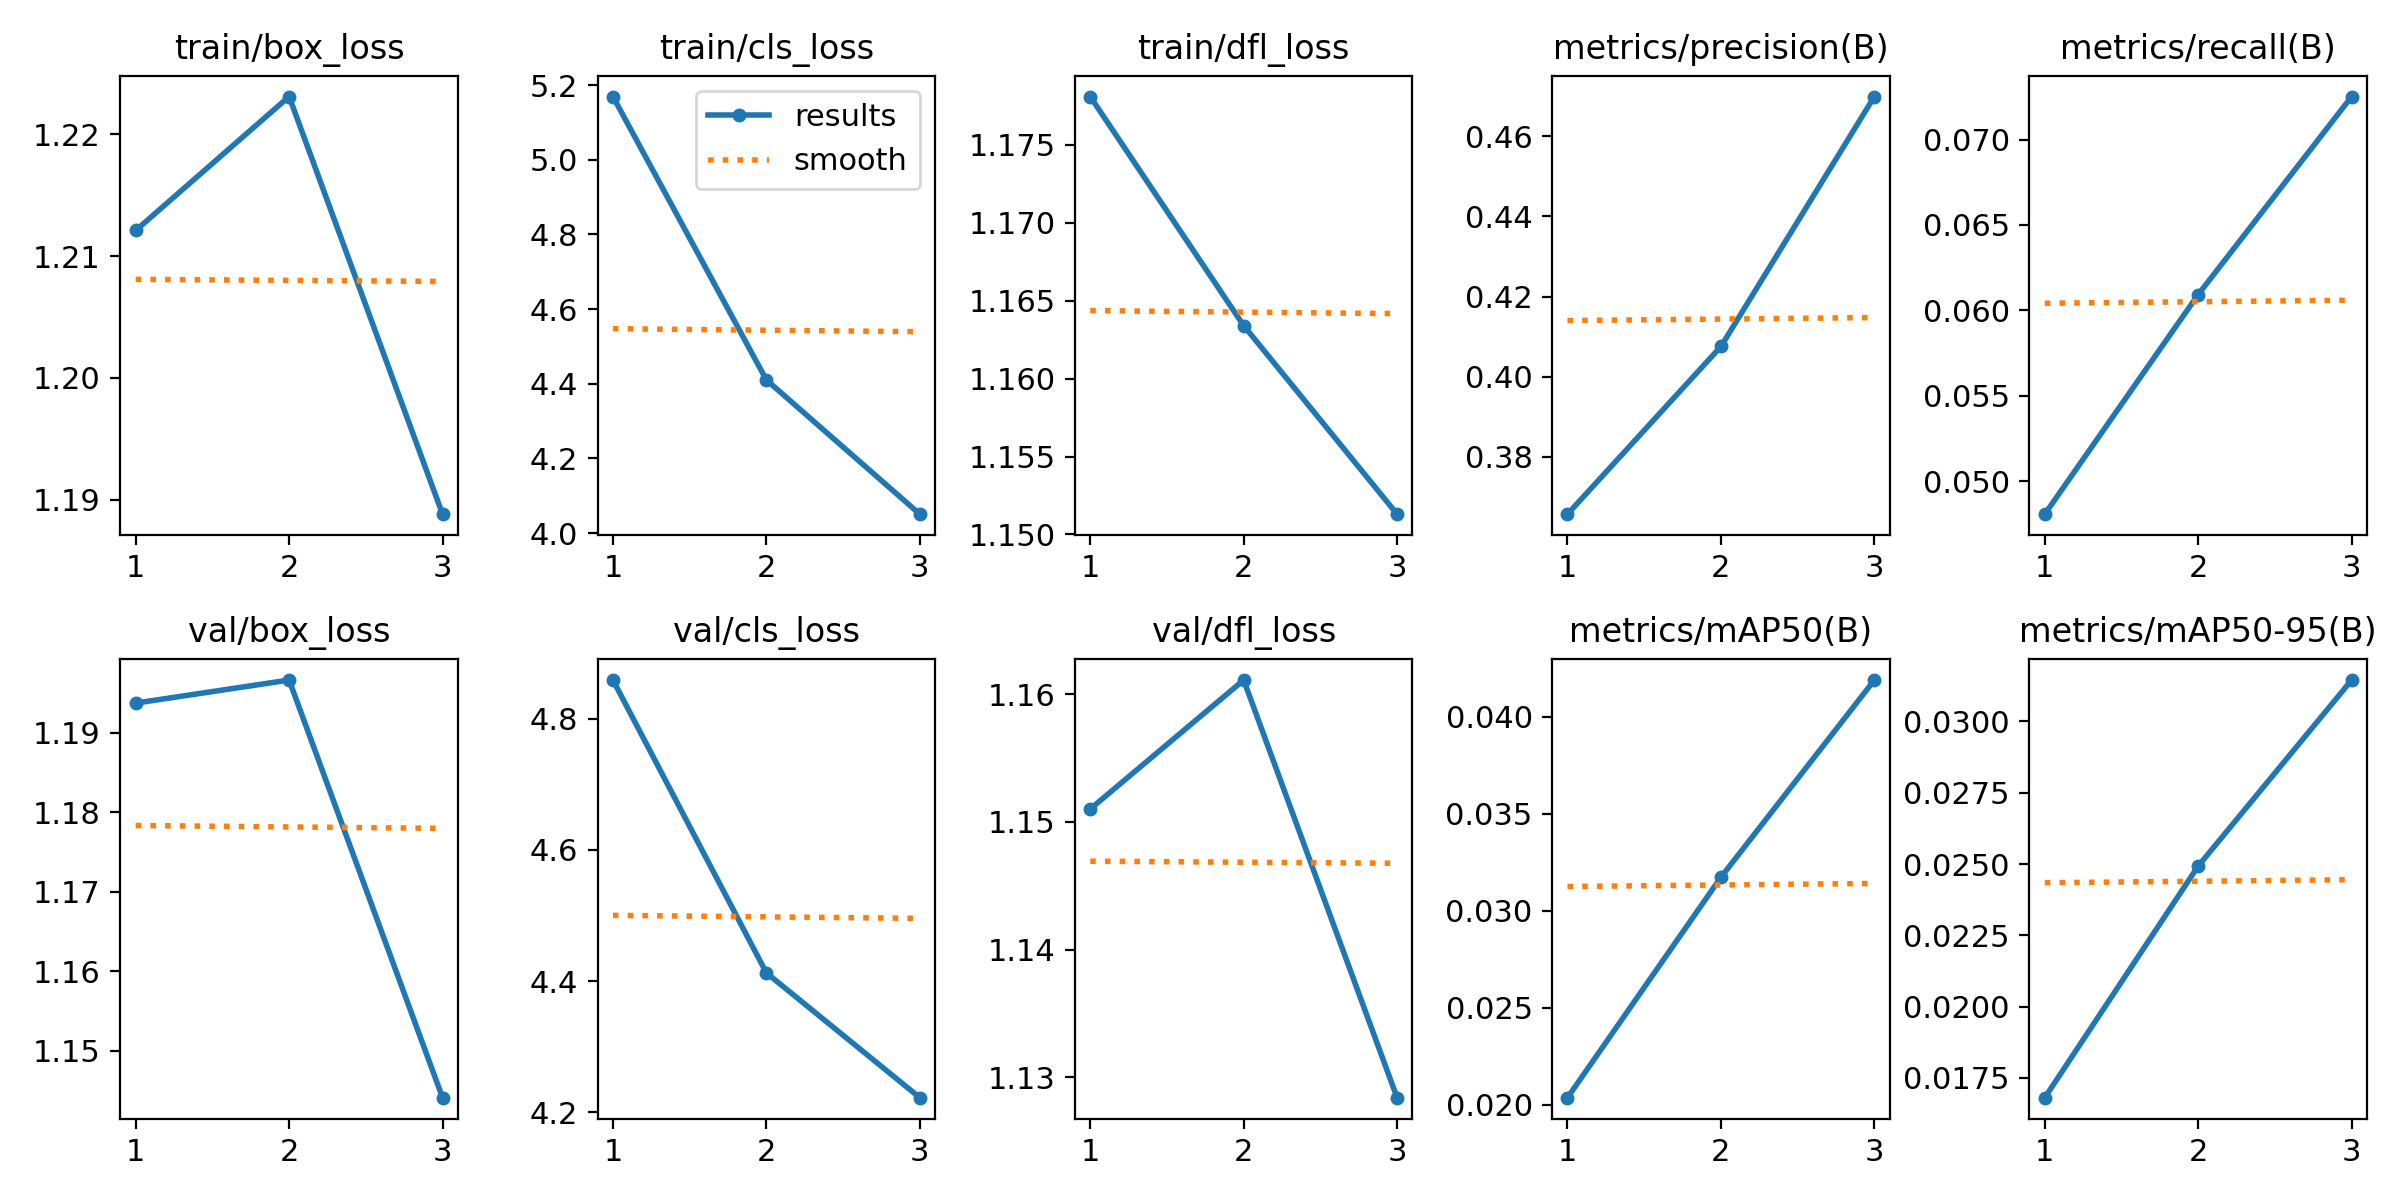 train/box_loss
1.22
1.21
1.20
1.19
1 2 3
train/cls_loss
5.2
5.0
4.8
4.6
4.4
4.2
4.0
1 2 3
results
smooth
train/dfl_loss
1.175
1.170
1.165
1.160
1.155
1.150
1 2 3
metrics/precision(B)
0.46
0.44
0.42
0.40
0.38
1 2 3
metrics/recall(B)
0.070
0.065
0.060
0.055
0.050
1 2 3
val/box_loss
1.19
1.18
1.17
1.16
1.15
1 2 3
val/cls_loss
4.8
4.6
4.4
4.2
1 2 3
val/dfl_loss
1.16
1.15
1.14
1.13
1 2 3
metrics/mAP50(B)
0.040
0.035
0.030
0.025
0.020
1 2 3
metrics/mAP50-95(B)
0.0300
0.0275
0.0250
0.0225
0.0200
0.0175
1 2 3